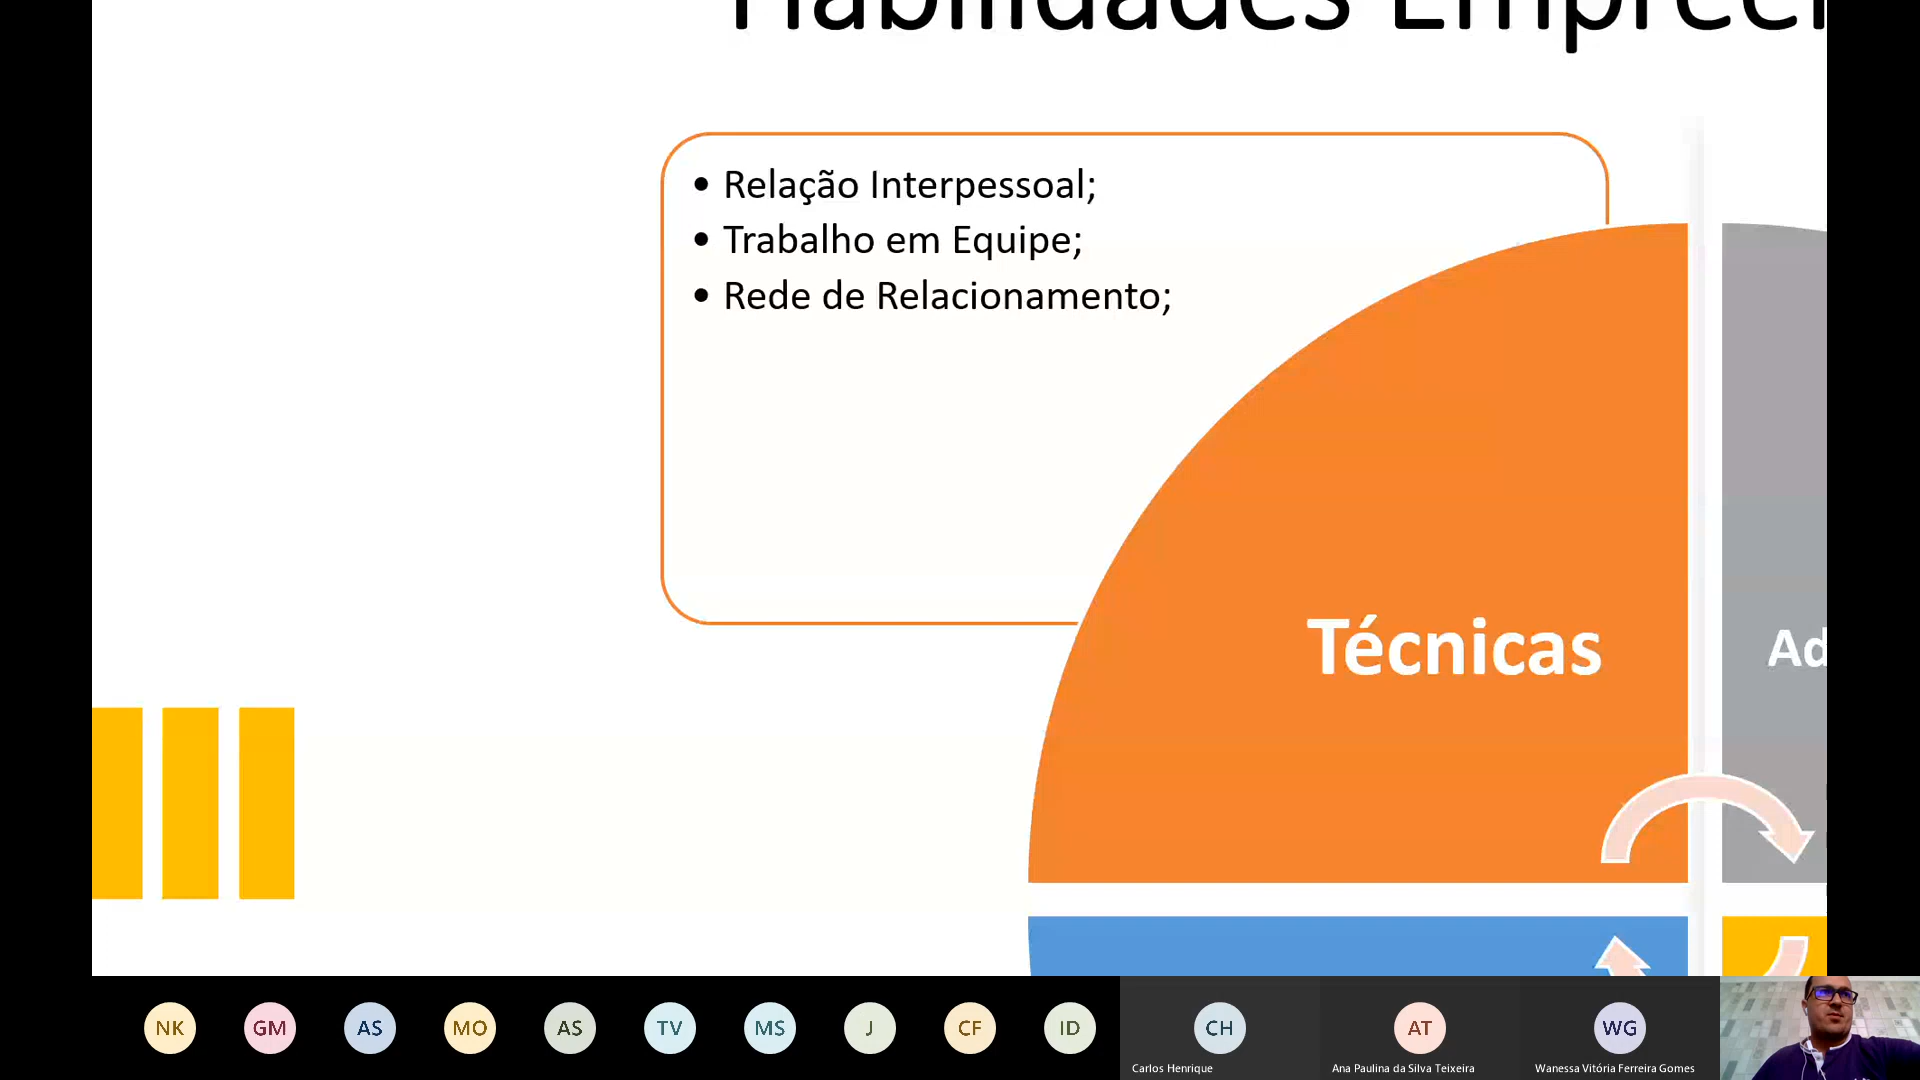 Habilidades Empree
• Relação Interpessoal;
• Trabalho em Equipe;
• Rede de Relacionamento;
Técnicas
Ad
NK
GM
AS
MO
AS
TV
MS
J
CF
ID
CH
AT
WG
Carlos Henrique
Ana Paulina da Silva Teixeira
Wanessa Vitória Ferreira Gomes